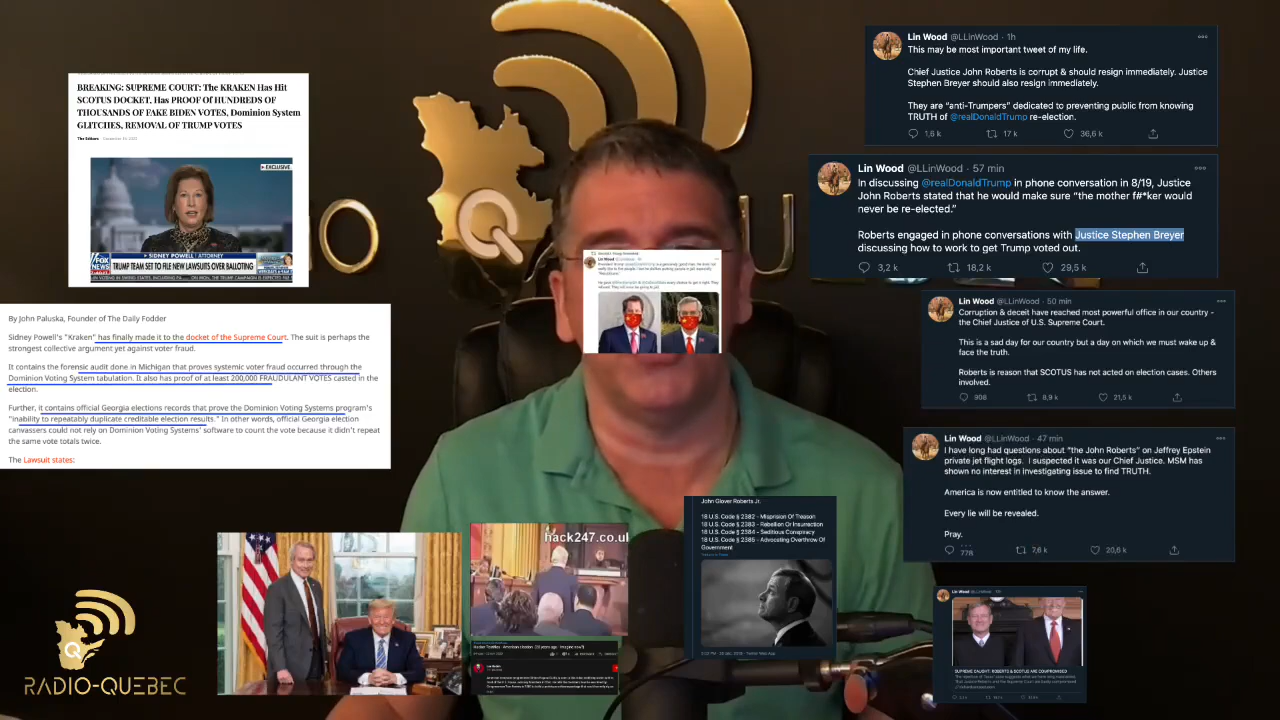 BREAKING: SUPREME COURT: The KRAKEN Has Hit
SCOTUS DOCKET, Has PROOF Of HUNDREDS OF
THOUSANDS OF FAKE BIDEN VOTES, Dominion System
GLITCHES, REMOVAL OF TRUMP VOTES
The Editors
EXCLUSIVE
SIDNEY POWELL | ATTORNEY
FOX
NEWS
TRUMP TEAM SET TO FILE NEW LAWSUITS OVER BALLOTING
By John Paluska, Founder of The Daily Fodder
Sidney Powell's "Kraken" has finally made it to the docket of the Supreme Court. The suit is perhaps the
strongest collective argument yet against voter fraud.
It contains the forensic audit done in Michigan that proves systemic voter fraud occurred through the
Dominion Voting System tabulation. It also has proof of at least 200,000 FRAUDULANT VOTES casted in the
election.
Further, it contains official Georgia elections records that prove the Dominion Voting Systems program's
"inability to repeatably duplicate creditable election results." In other words, official Georgia election
canvassers could not rely on Dominion Voting Systems' software to count the vote because it didn't repeat
the same vote totals twice.
The Lawsuit states:
Q
Lin Wood @LLinWood · 1h
This may be most important tweet of my life.
Chief Justice John Roberts is corrupt & should resign immediately. Justice
Stephen Breyer should also resign immediately.
They are "anti-Trumpers" dedicated to preventing public from knowing
TRUTH of @realDonaldTrump re-election.
1,6 k 17 k 36,6 k
Lin Wood @LLinWood · 57 min
In discussing @realDonaldTrump in phone conversation in 8/19, Justice
John Roberts stated that he would make sure "the mother f#*ker would
never be re-elected."
Roberts engaged in phone conversations with Justice Stephen Breyer
discussing how to work to get Trump voted out.
3,2 k 18,2 k 29,5 k
Lin Wood @LLinWood · 50 min
Corruption & deceit have reached most powerful office in our country -
the Chief Justice of U.S. Supreme Court.
This is a sad day for our country but a day on which we must wake up &
face the truth.
Roberts is reason that SCOTUS has not acted on election cases. Others
involved.
908 8,9 k 21,5 k
Lin Wood @LLinWood · 47 min
I have long had questions about "the John Roberts" on Jeffrey Epstein
private jet flight logs. I suspected it was our Chief Justice. MSM has
shown no interest in investigating issue to find TRUTH.
America is now entitled to know the answer.
Every lie will be revealed.
Pray.
778 7,6 k 20,6 k
hack247.co.ul
John Glover Roberts Jr.
18 U.S. Code § 2382 - Misprision Of Treason
18 U.S. Code § 2383 - Rebellion Or Insurrection
18 U.S. Code § 2384 - Seditious Conspiracy
18 U.S. Code § 2385 - Advocating Overthrow Of
Government
Lin Wood
SUPREME CAUGHT: ROBERTS & SCOTUS ARE COMPROMISED
Q
RADIO-QUEBEC